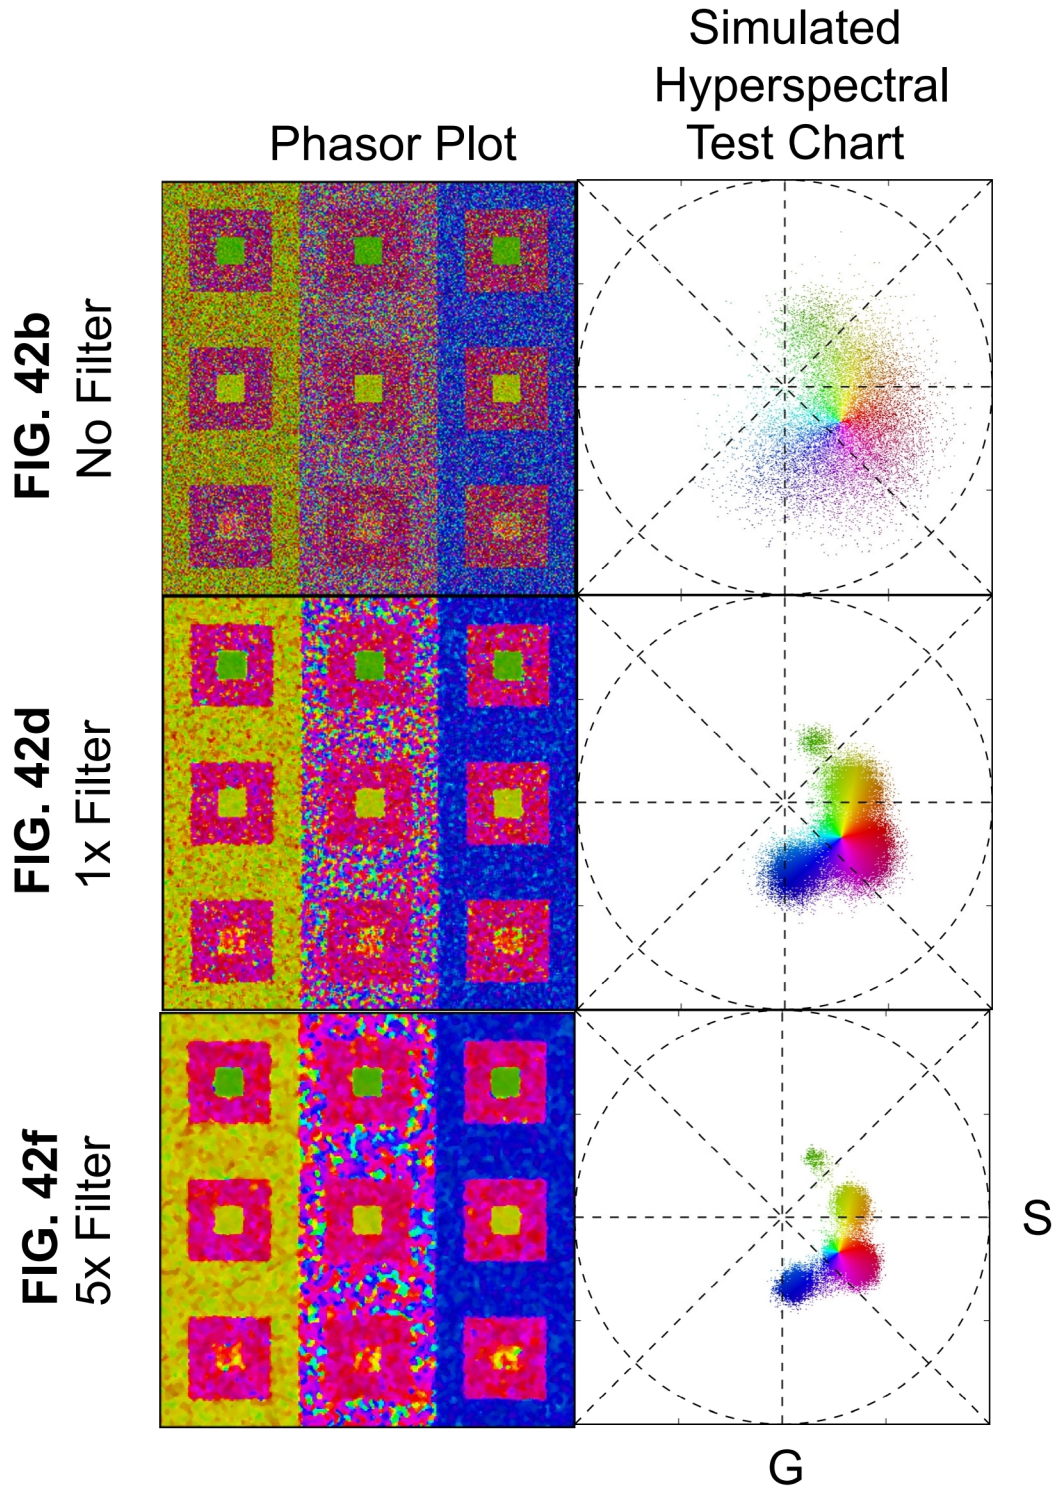 Simulated
Hyperspectral
Test Chart
Phasor Plot
FIG. 42b
No Filter
FIG. 42d
1x Filter
FIG. 42f
5x Filter
S
G